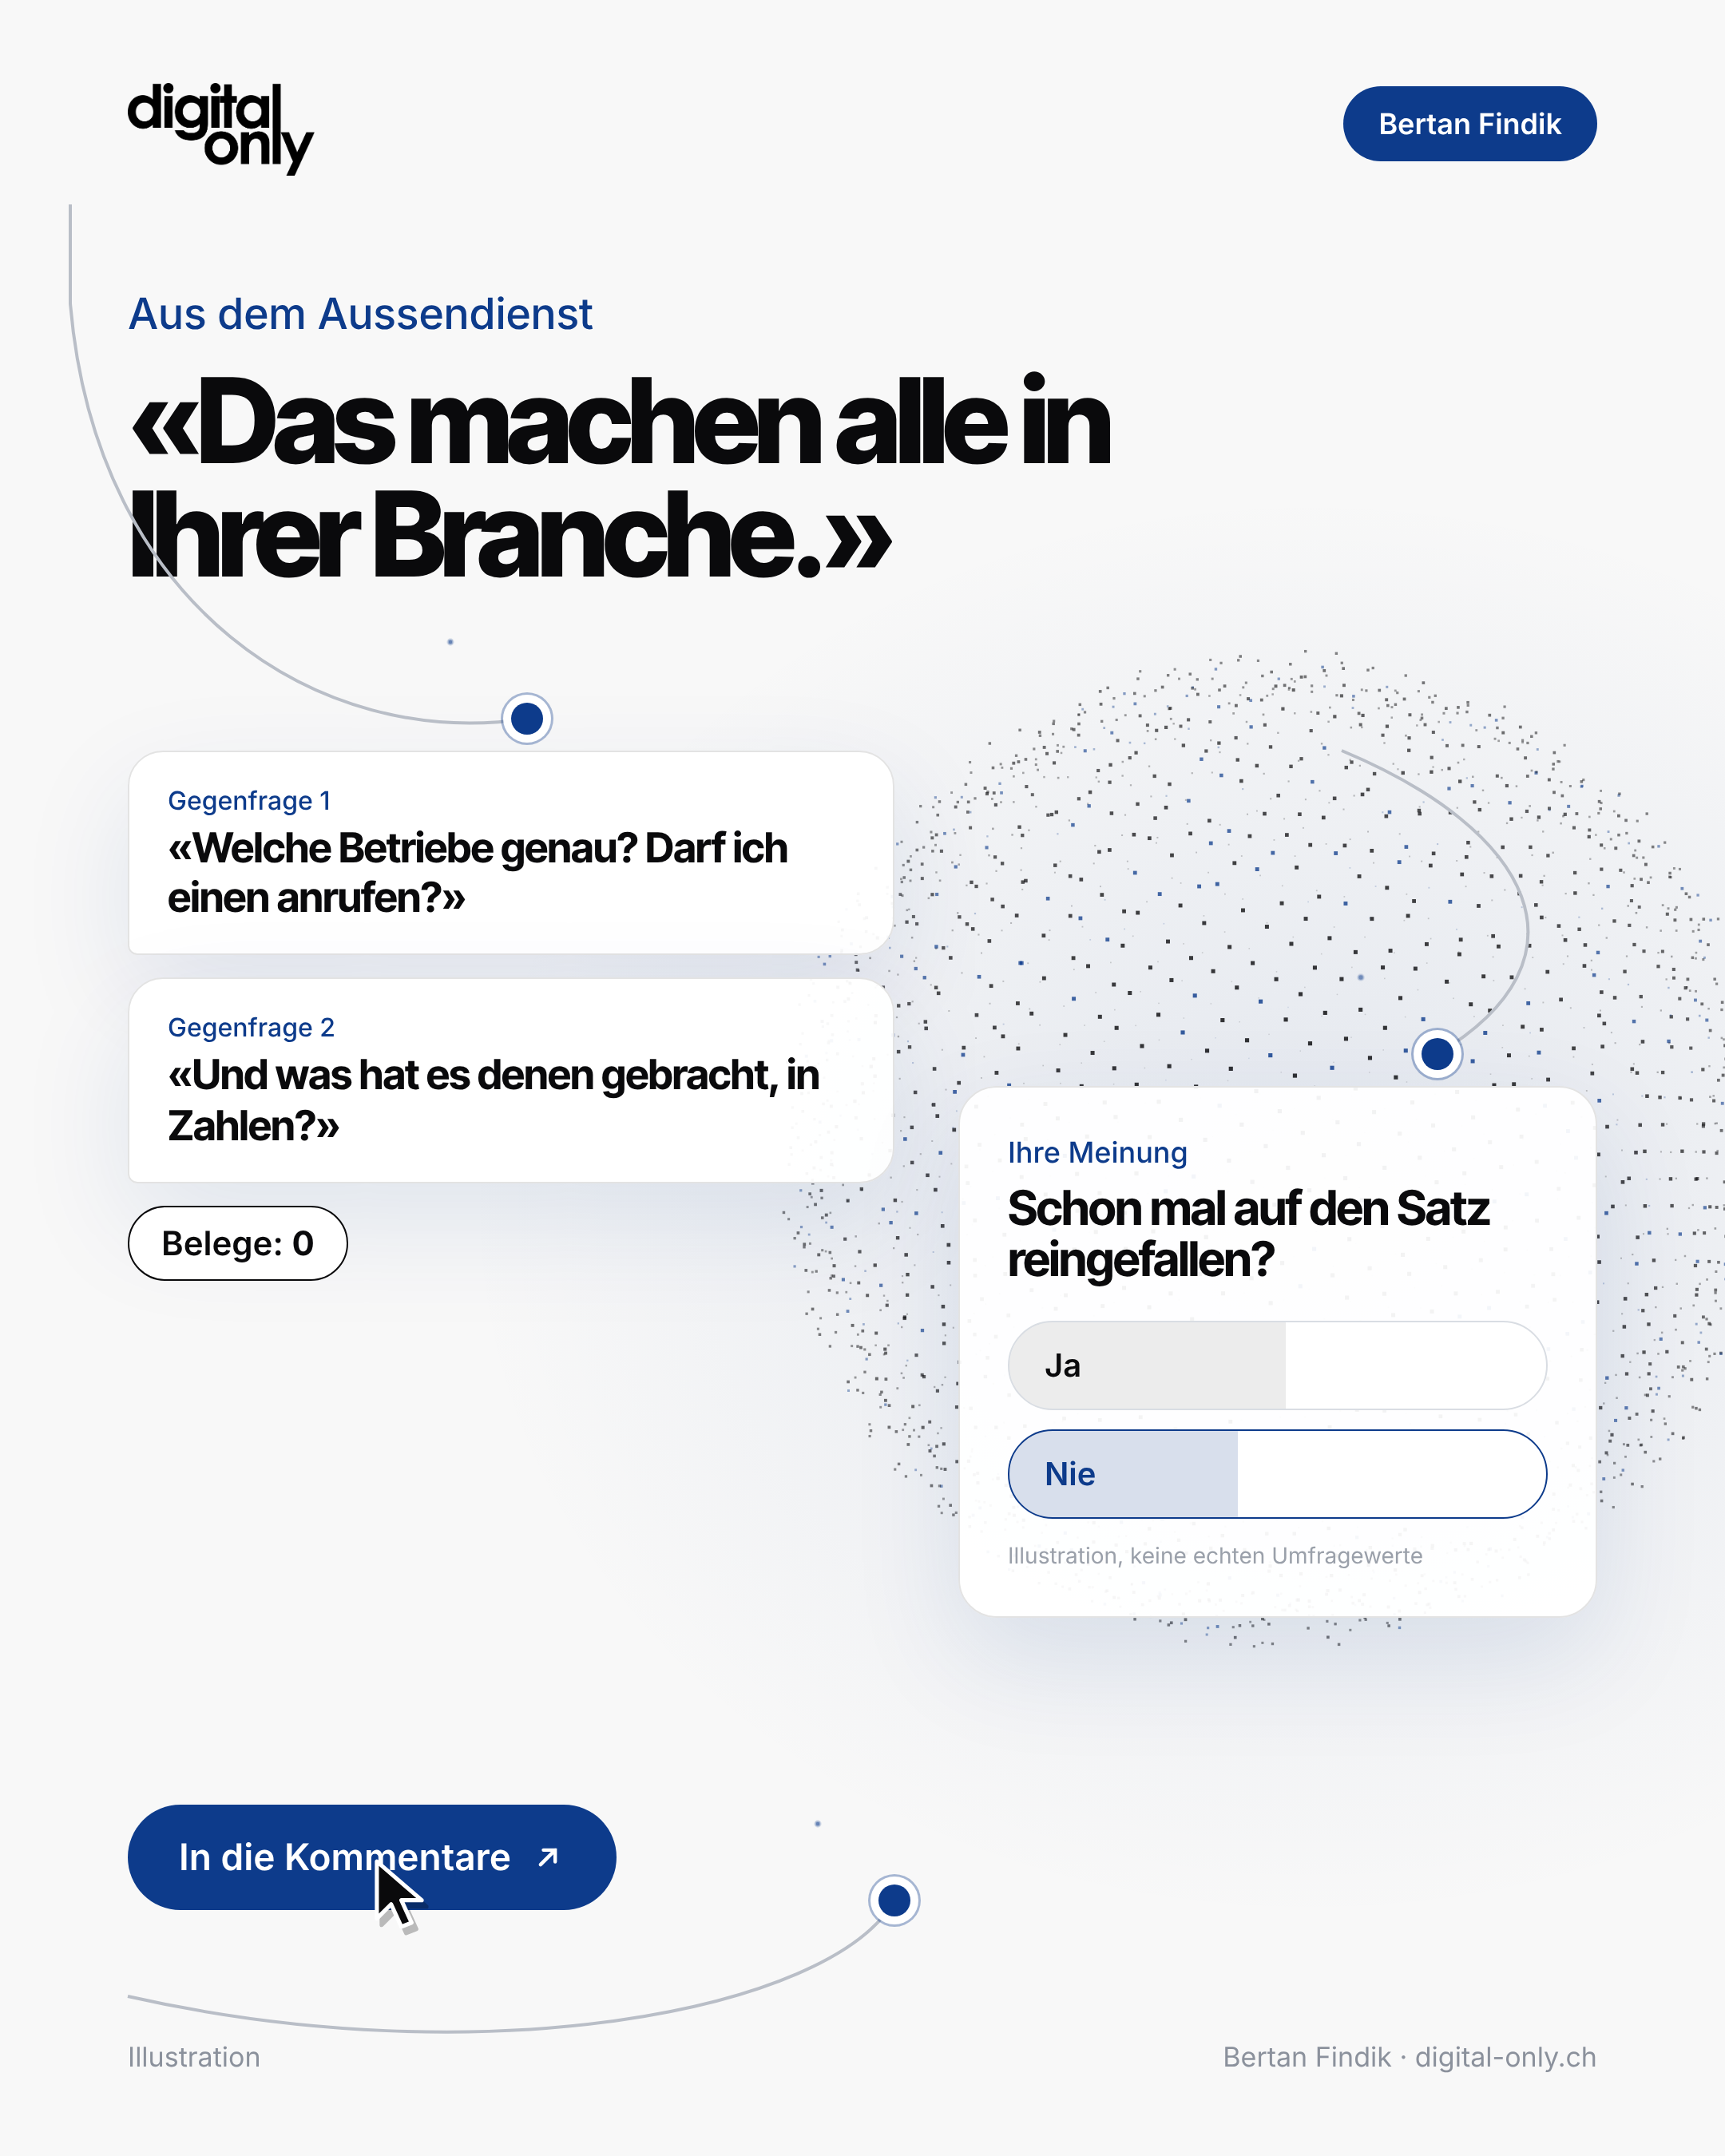 digital
only
Bertan Findik
Aus dem Aussendienst
«Das machen alle in
Ihrer Branche.»
Gegenfrage 1
«Welche Betriebe genau? Darf ich
einen anrufen?»
Gegenfrage 2
«Und was hat es denen gebracht, in
Zahlen?»
Belege: 0
Ihre Meinung
Schon mal auf den Satz
reingefallen?
Ja
Nie
Illustration, keine echten Umfragewerte
In die Kommentare ↗
Illustration
Bertan Findik · digital-only.ch